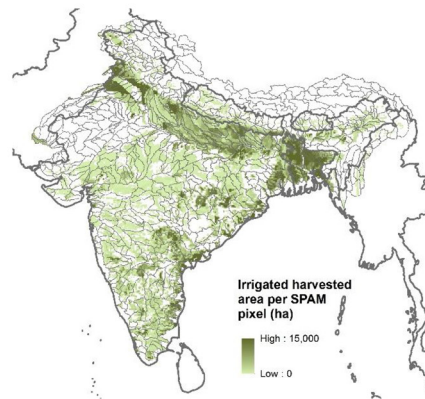 Irrigated harvested
area per SPAM
pixel (ha)
High : 15,000
Low : 0